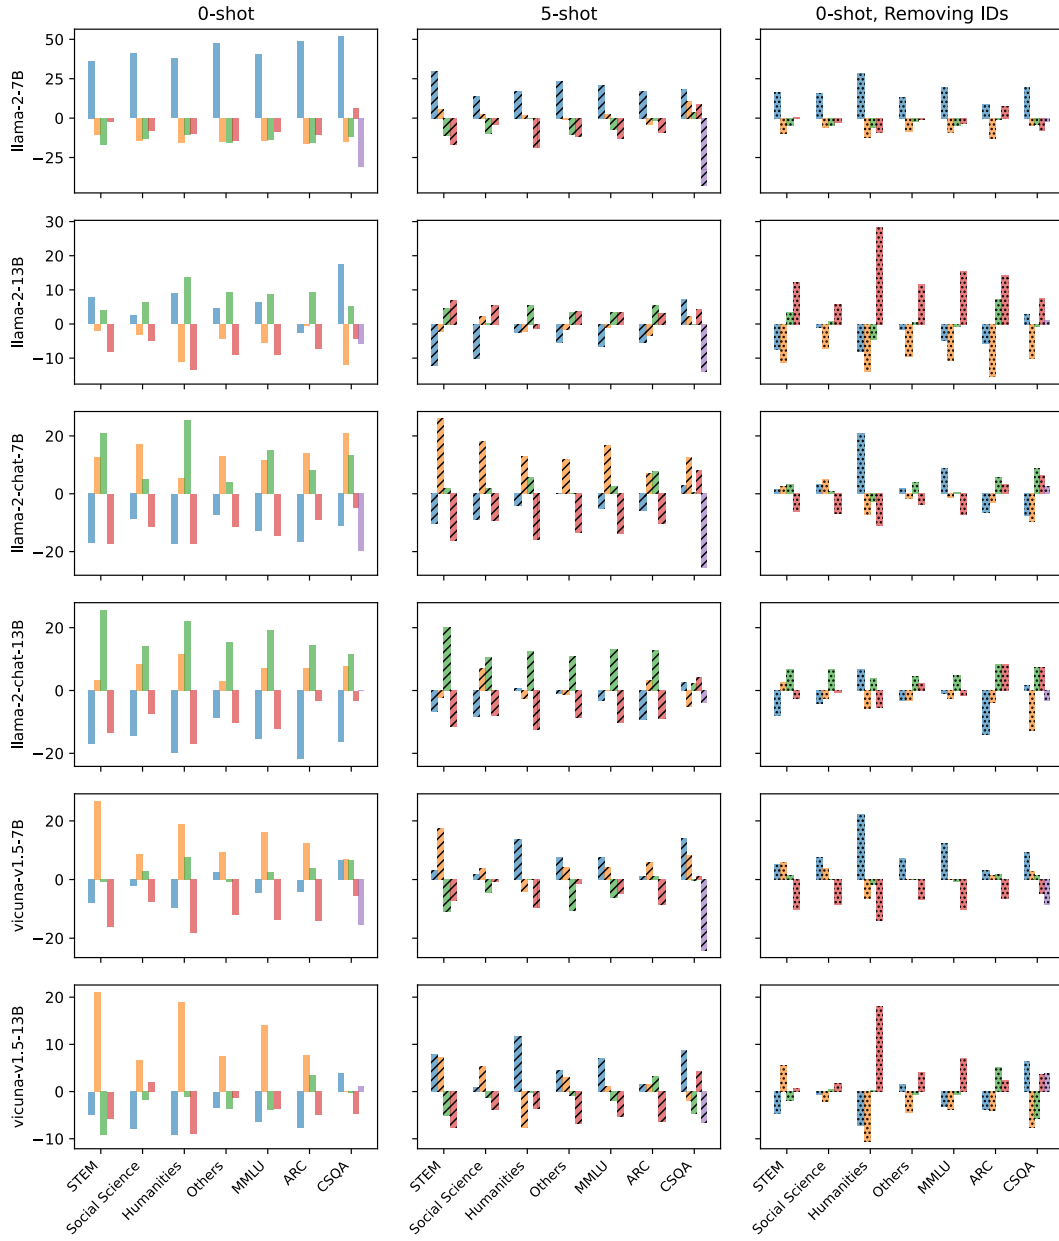 0-shot
5-shot
0-shot, Removing IDs
llama-2-7B
50
25
0
−25
llama-2-13B
30
20
10
0
−10
llama-2-chat-7B
20
0
−20
llama-2-chat-13B
20
0
−20
vicuna-v1.5-7B
20
0
−20
vicuna-v1.5-13B
20
10
0
−10
STEM
Social Science
Humanities
Others
MMLU
ARC
CSQA
STEM
Social Science
Humanities
Others
MMLU
ARC
CSQA
STEM
Social Science
Humanities
Others
MMLU
ARC
CSQA